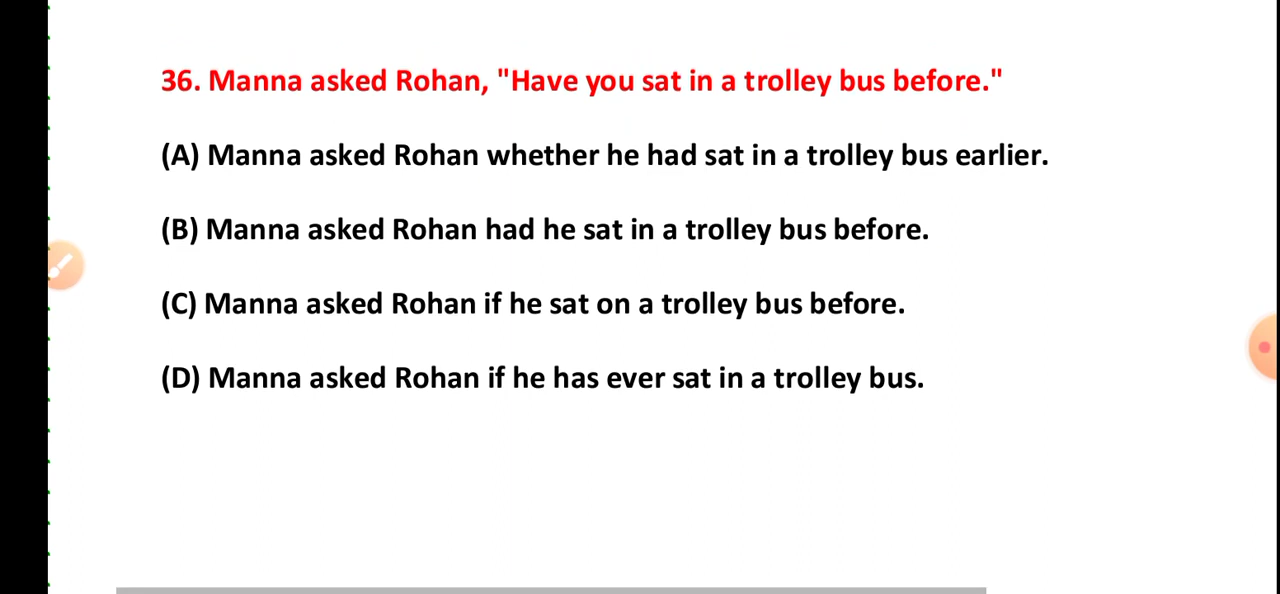 36. Manna asked Rohan, "Have you sat in a trolley bus before."
(A) Manna asked Rohan whether he had sat in a trolley bus earlier.
(B) Manna asked Rohan had he sat in a trolley bus before.
(C) Manna asked Rohan if he sat on a trolley bus before.
(D) Manna asked Rohan if he has ever sat in a trolley bus.